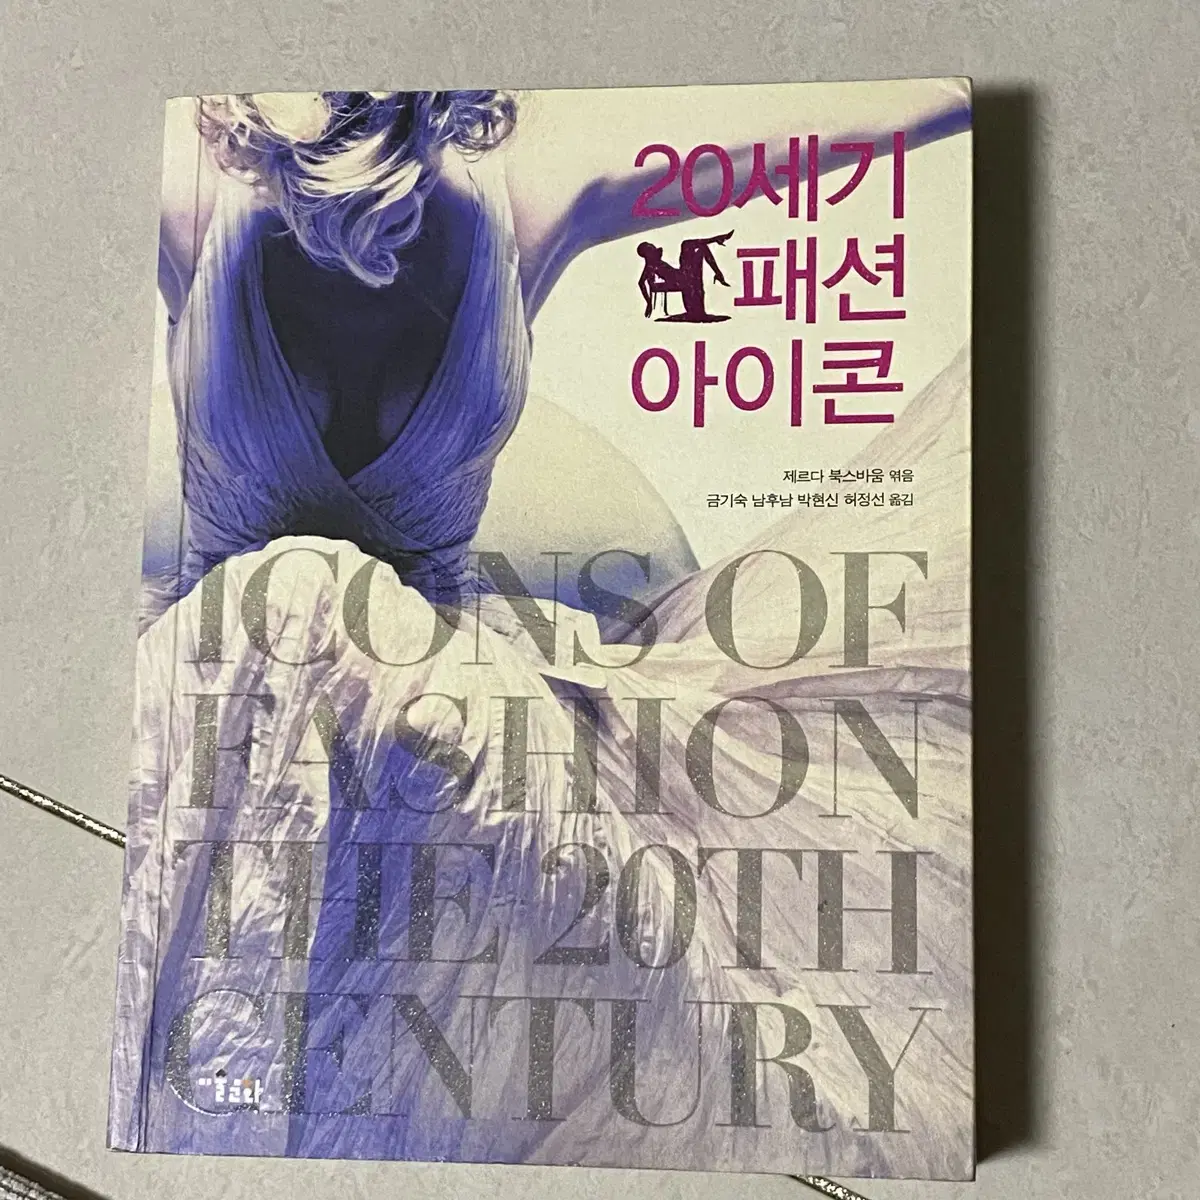 20세기
패션
아이콘
제르다 북스바움 엮음
금기숙 남후남 박현신 허정선 옮김
ICONS OF
FASHION
THE 20TH
CENTURY